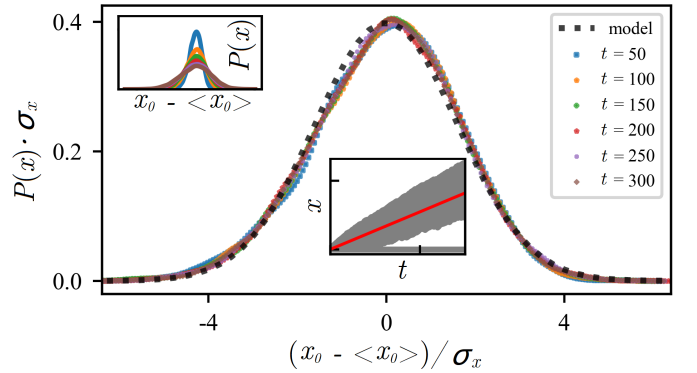 P(x)
x₀ - <x₀>
P(x) · σₓ
0.4
0.2
0.0
-4
0
4
(x₀ - <x₀>) / σₓ
x
t
model
t = 50
t = 100
t = 150
t = 200
t = 250
t = 300